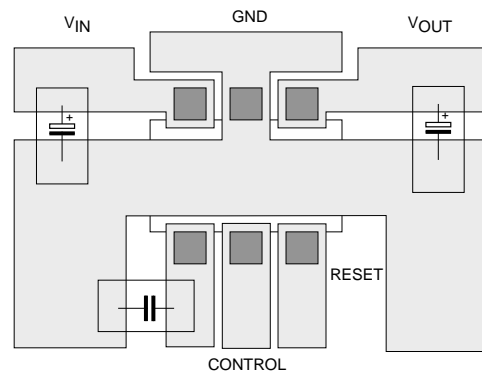 VIN
GND
VOUT
+
+
RESET
CONTROL